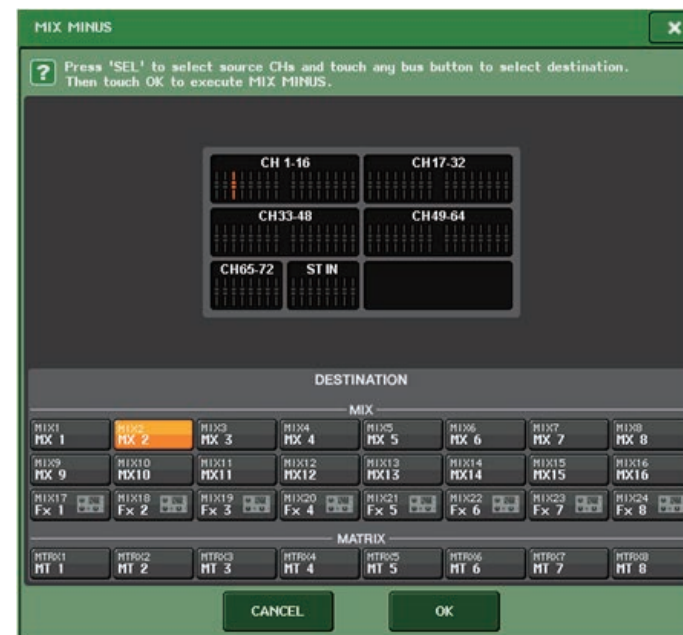 MIX MINUS
? Press 'SEL' to select source CHs and touch any bus button to select destination.
Then touch OK to execute MIX MINUS.
CH 1-16 CH17-32
CH33-48 CH49-64
CH65-72 ST IN
DESTINATION
MIX
MIX1 MIX2 MIX3 MIX4 MIX5 MIX6 MIX7 MIX8
MX 1 MX 2 MX 3 MX 4 MX 5 MX 6 MX 7 MX 8
MIX9 MIX10 MIX11 MIX12 MIX13 MIX14 MIX15 MIX16
MX 9 MX10 MX11 MX12 MX13 MX14 MX15 MX16
MIX17 MIX18 MIX19 MIX20 MIX21 MIX22 MIX23 MIX24
Fx 1 Fx 2 Fx 3 Fx 4 Fx 5 Fx 6 Fx 7 Fx 8
MATRIX
MTRX1 MTRX2 MTRX3 MTRX4 MTRX5 MTRX6 MTRX7 MTRX8
MT 1 MT 2 MT 3 MT 4 MT 5 MT 6 MT 7 MT 8
CANCEL OK